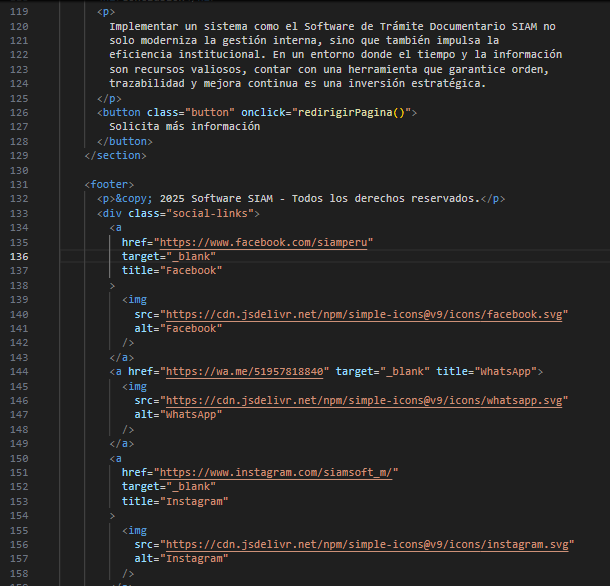 119 <p>
120 Implementar un sistema como el Software de Trámite Documentario SIAM no
121 solo moderniza la gestión interna, sino que también impulsa la
122 eficiencia institucional. En un entorno donde el tiempo y la información
123 son recursos valiosos, contar con una herramienta que garantice orden,
124 trazabilidad y mejora continua es una inversión estratégica.
125 </p>
126 <button class="button" onclick="redirigirPagina()">
127 Solicita más información
128 </button>
129 </section>
130
131 <footer>
132 <p>&copy; 2025 Software SIAM - Todos los derechos reservados.</p>
133 <div class="social-links">
134 <a
135 href="https://www.facebook.com/siamperu"
136 target="_blank"
137 title="Facebook"
138 >
139 <img
140 src="https://cdn.jsdelivr.net/npm/simple-icons@v9/icons/facebook.svg"
141 alt="Facebook"
142 />
143 </a>
144 <a href="https://wa.me/51957818840" target="_blank" title="WhatsApp">
145 <img
146 src="https://cdn.jsdelivr.net/npm/simple-icons@v9/icons/whatsapp.svg"
147 alt="WhatsApp"
148 />
149 </a>
150 <a
151 href="https://www.instagram.com/siamsoft_m/"
152 target="_blank"
153 title="Instagram"
154 >
155 <img
156 src="https://cdn.jsdelivr.net/npm/simple-icons@v9/icons/instagram.svg"
157 alt="Instagram"
158 />